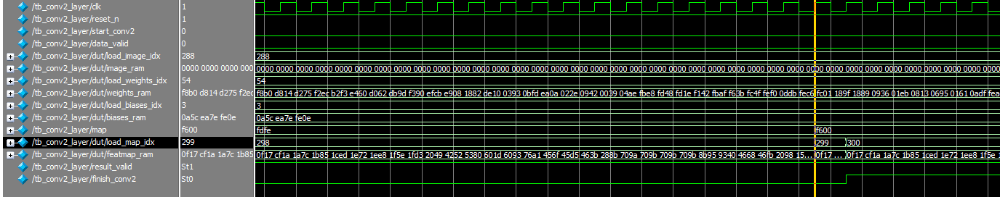 /tb_conv2_layer/clk 1
/tb_conv2_layer/reset_n 1
/tb_conv2_layer/start_conv2 0
/tb_conv2_layer/data_valid 0
/tb_conv2_layer/dut/load_image_idx 288 288
/tb_conv2_layer/dut/image_ram 0000 0000 0000 000 0000 0000 0000 0000 0000 0000 0000 0000 0000 0000 0000 0000 0000 0000 0000 0000 0000 0000 0000 0000 0000 0000 0000 0000 0000 0000 0000 0000 0000 0000 0000 0000 0000 0000 0000
/tb_conv2_layer/dut/load_weights_idx 54 54
/tb_conv2_layer/dut/weights_ram f8b0 d814 d275 f2ec f8b0 d814 d275 f2ec b2f3 e460 d062 db9d f390 efcb e908 1882 de10 0393 0bfd ea0a 022e 0942 0039 04ae fbe8 fd48 fd1e f142 fbaf f63b fc4f fef0 0ddb fec6 fc01 189f 1889 0936 01eb 0813 0695 0161 0adf fea
/tb_conv2_layer/dut/load_biases_idx 3 3
/tb_conv2_layer/dut/biases_ram 0a5c ea7e fe0e 0a5c ea7e fe0e
/tb_conv2_layer/map f600 fdfe f600
/tb_conv2_layer/dut/load_map_idx 299 298 299 300
/tb_conv2_layer/dut/featmap_ram 0f17 cf1a 1a7c 1b85 0f17 cf1a 1a7c 1b85 1ced 1e72 1ee8 1f5e 1fd3 2049 4252 5380 601d 6093 76a1 456f 45d5 463b 288b 709a 709b 709b 8b95 9340 4668 46fb 2098 15... 0f17 ... 0f17 cf1a 1a7c 1b85 1ced 1e72 1ee8 1f5e 1
/tb_conv2_layer/result_valid St1
/tb_conv2_layer/finish_conv2 St0